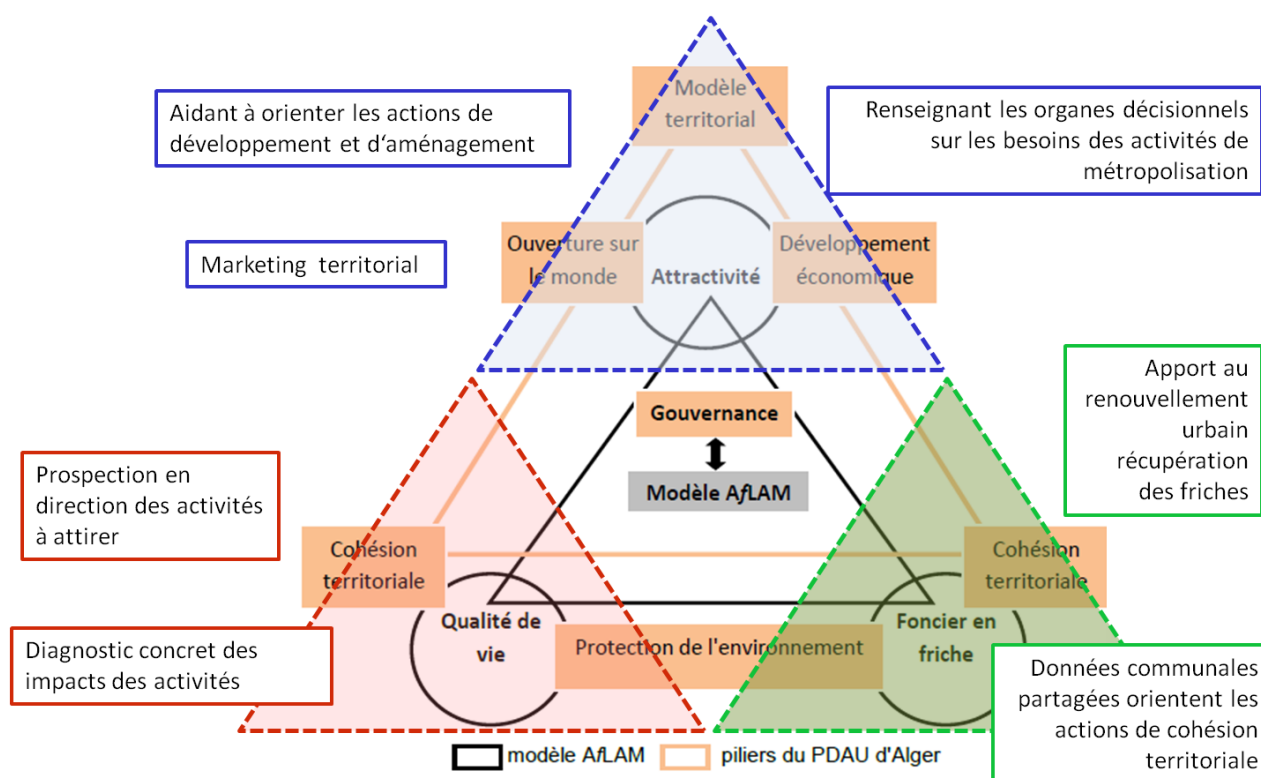 Modèle
territorial
Aidant à orienter les actions de
développement et d‘aménagement
Renseignant les organes décisionnels
sur les besoins des activités de
métropolisation
Marketing territorial
Ouverture sur
le monde
Attractivité
Développement
économique
Apport au
renouvellement
urbain
récupération
des friches
Gouvernance
Modèle AfLAM
Prospection en
direction des activités
à attirer
Cohésion
territoriale
Cohésion
territoriale
Qualité de
vie
Protection de l'environnement
Foncier en
friche
Diagnostic concret des
impacts des activités
Données communales
partagées orientent les
actions de cohésion
territoriale
modèle AfLAM
piliers du PDAU d'Alger